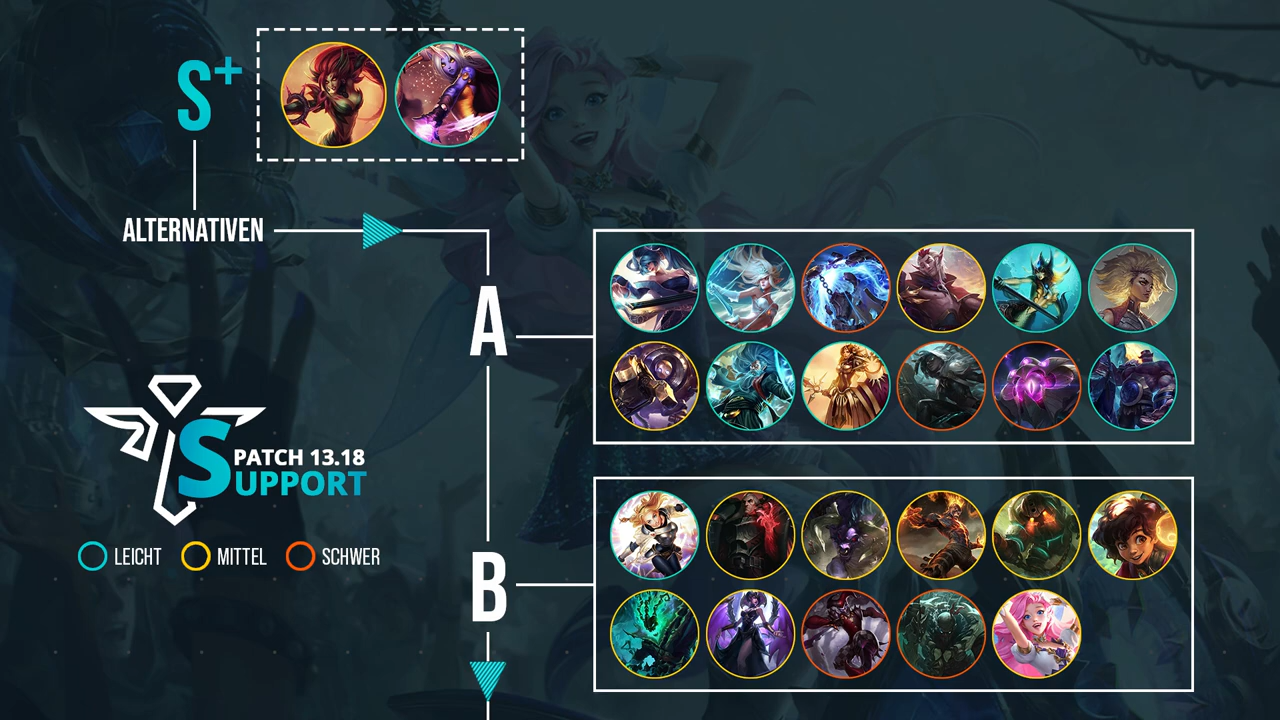 S+
ALTERNATIVEN
A
PATCH 13.18
SUPPORT
LEICHT MITTEL SCHWER
B